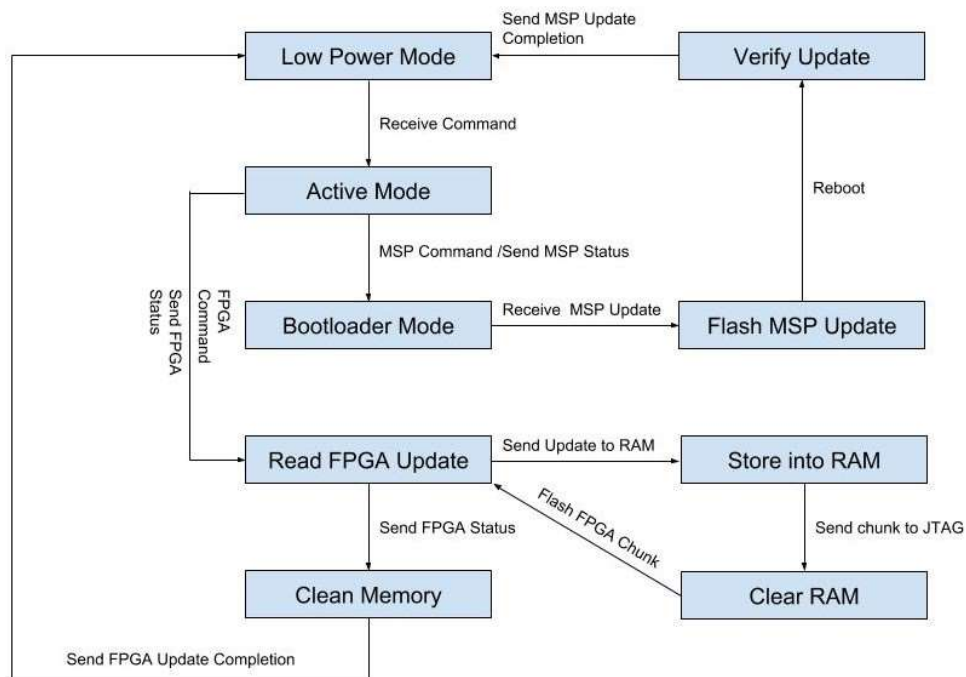 Send MSP Update
Completion
Low Power Mode
Verify Update
Receive Command
Active Mode
Reboot
MSP Command /Send MSP Status
FPGA
Command
Send FPGA
Status
Bootloader Mode
Receive  MSP Update
Flash MSP Update
Read FPGA Update
Send Update to RAM
Store into RAM
Flash FPGA Chunk
Send FPGA Status
Send chunk to JTAG
Clean Memory
Clear RAM
Send FPGA Update Completion